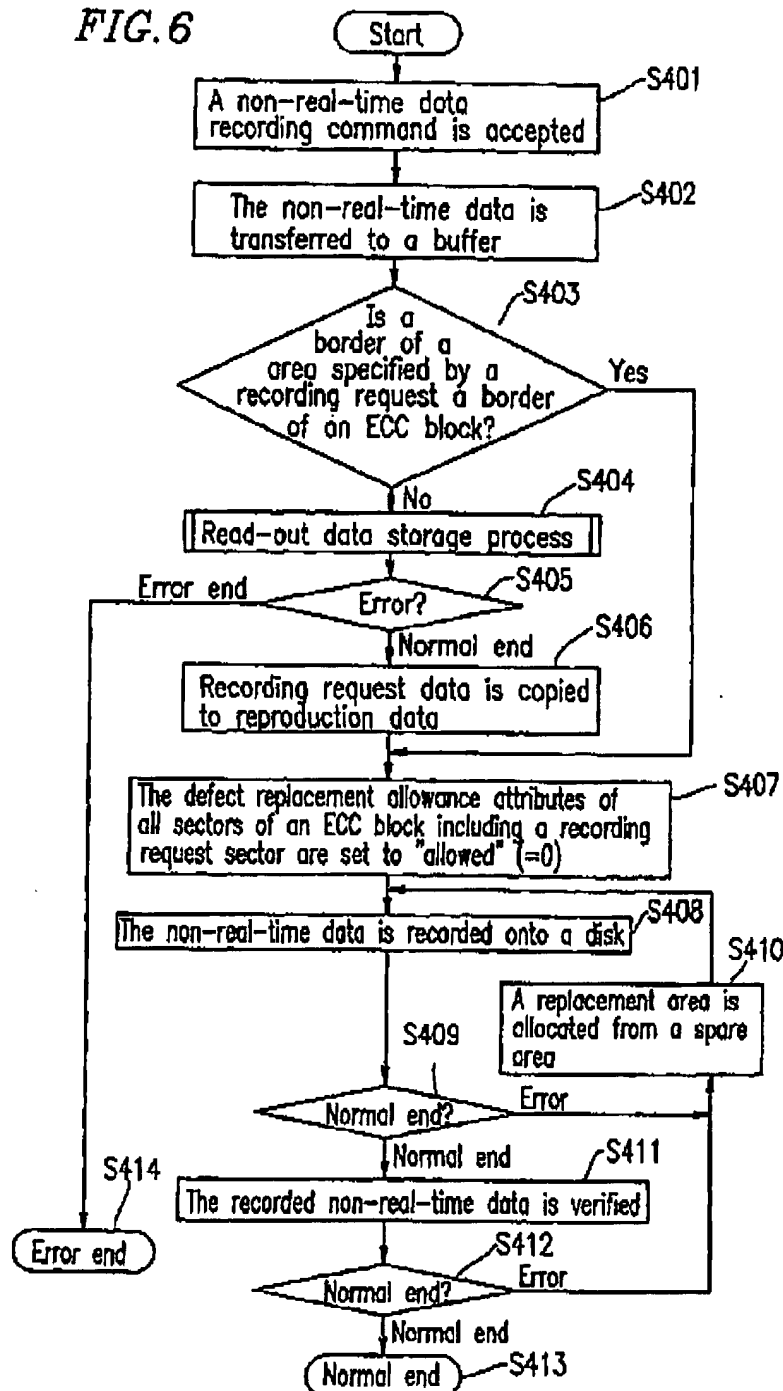 FIG. 6
Start
S401
A non-real-time data
recording command is accepted
S402
The non-real-time data is
transferred to a buffer
S403
Is a
border of a
area specified by a
recording request a border
of an ECC block?
Yes
No
S404
Read-out data storage process
S405
Error end
Error?
Normal end
S406
Recording request data is copied
to reproduction data
S407
The defect replacement allowance attributes of
all sectors of an ECC block including a recording
request sector are set to "allowed" (=0)
S408
The non-real-time data is recorded onto a disk
S410
A replacement area is
allocated from a spare
area
S409
Normal end?
Error
Normal end
S411
The recorded non-real-time data is verified
S414
Error end
S412
Normal end?
Error
Normal end
Normal end
S413